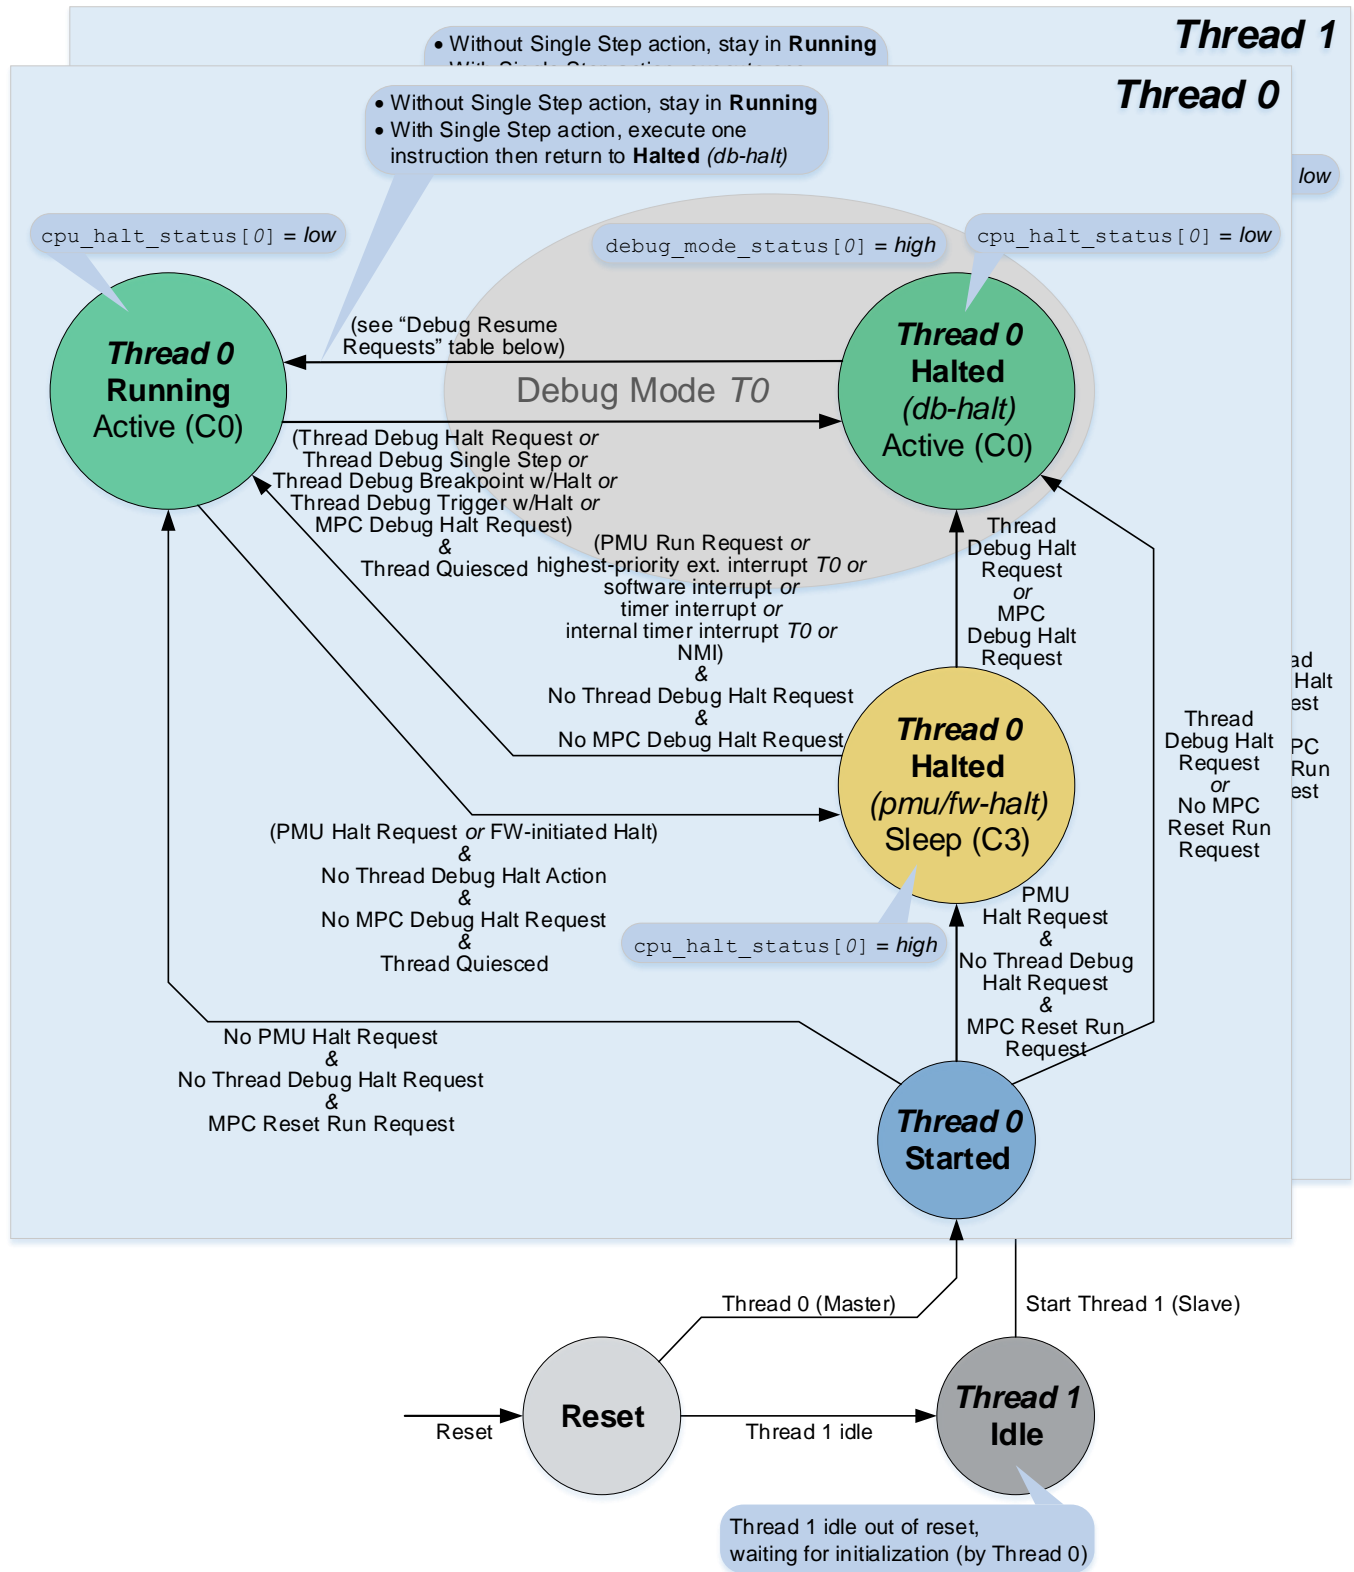 Thread 1
• Without Single Step action, stay in Running
Thread 0
• Without Single Step action, stay in Running
• With Single Step action, execute one
instruction then return to Halted (db-halt)
low
cpu_halt_status[0] = low
debug_mode_status[0] = high
cpu_halt_status[0] = low
Thread 0
Running
Active (C0)
(see “Debug Resume
Requests” table below)
Debug Mode T0
Thread 0
Halted
(db-halt)
Active (C0)
(Thread Debug Halt Request or
Thread Debug Single Step or
Thread Debug Breakpoint w/Halt or
Thread Debug Trigger w/Halt or
MPC Debug Halt Request)
&
Thread Quiesced
(PMU Run Request or
highest-priority ext. interrupt T0 or
software interrupt or
timer interrupt or
internal timer interrupt T0 or
NMI)
&
No Thread Debug Halt Request
&
No MPC Debug Halt Request
Thread
Debug Halt
Request
or
MPC
Debug Halt
Request
Thread 0
Halted
(pmu/fw-halt)
Sleep (C3)
Thread
Debug Halt
Request
or
No MPC
Reset Run
Request
ad
Halt
est
PC
Run
est
(PMU Halt Request or FW-initiated Halt)
&
No Thread Debug Halt Action
&
No MPC Debug Halt Request
&
Thread Quiesced
cpu_halt_status[0] = high
PMU
Halt Request
&
No Thread Debug
Halt Request
&
MPC Reset Run
Request
No PMU Halt Request
&
No Thread Debug Halt Request
&
MPC Reset Run Request
Thread 0
Started
Thread 0 (Master)
Start Thread 1 (Slave)
Reset
Reset
Thread 1 idle
Thread 1
Idle
Thread 1 idle out of reset,
waiting for initialization (by Thread 0)